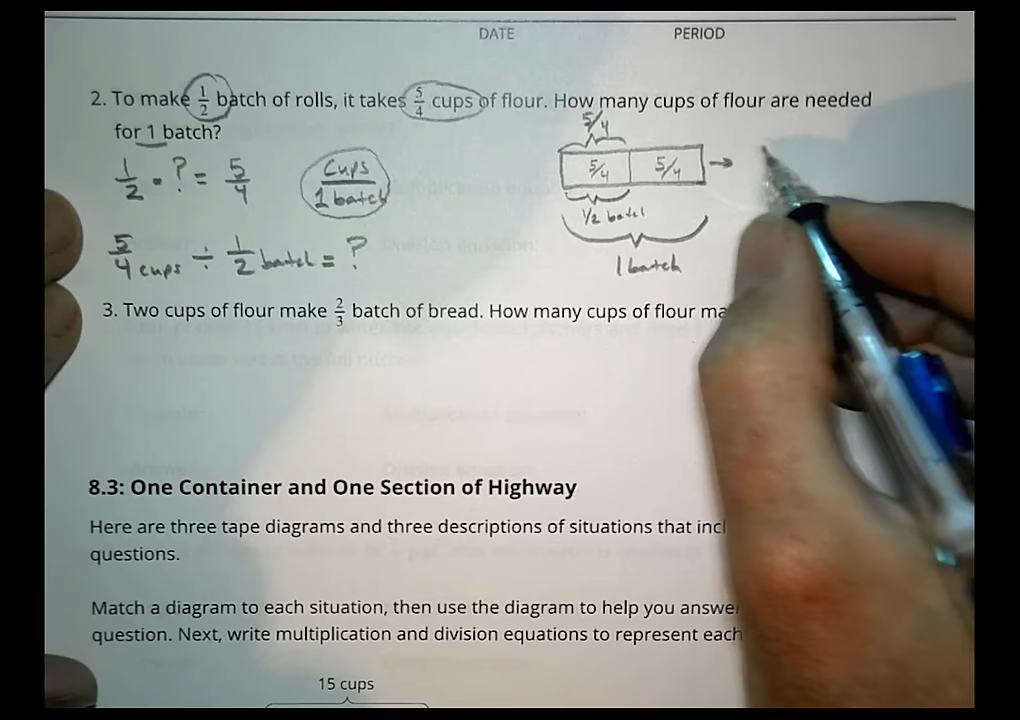 DATE PERIOD
2. To make 1/2 batch of rolls, it takes 5/4 cups of flour. How many cups of flour are needed
for 1 batch?
5/4
1/2 · ? = 5/4
cups/1 batch
5/4 5/4 →
1/2 batch
1 batch
5/4 cups ÷ 1/2 batch = ?
3. Two cups of flour make 2/3 batch of bread. How many cups of flour ma
8.3: One Container and One Section of Highway
Here are three tape diagrams and three descriptions of situations that incl
questions.
Match a diagram to each situation, then use the diagram to help you answe
question. Next, write multiplication and division equations to represent each
15 cups